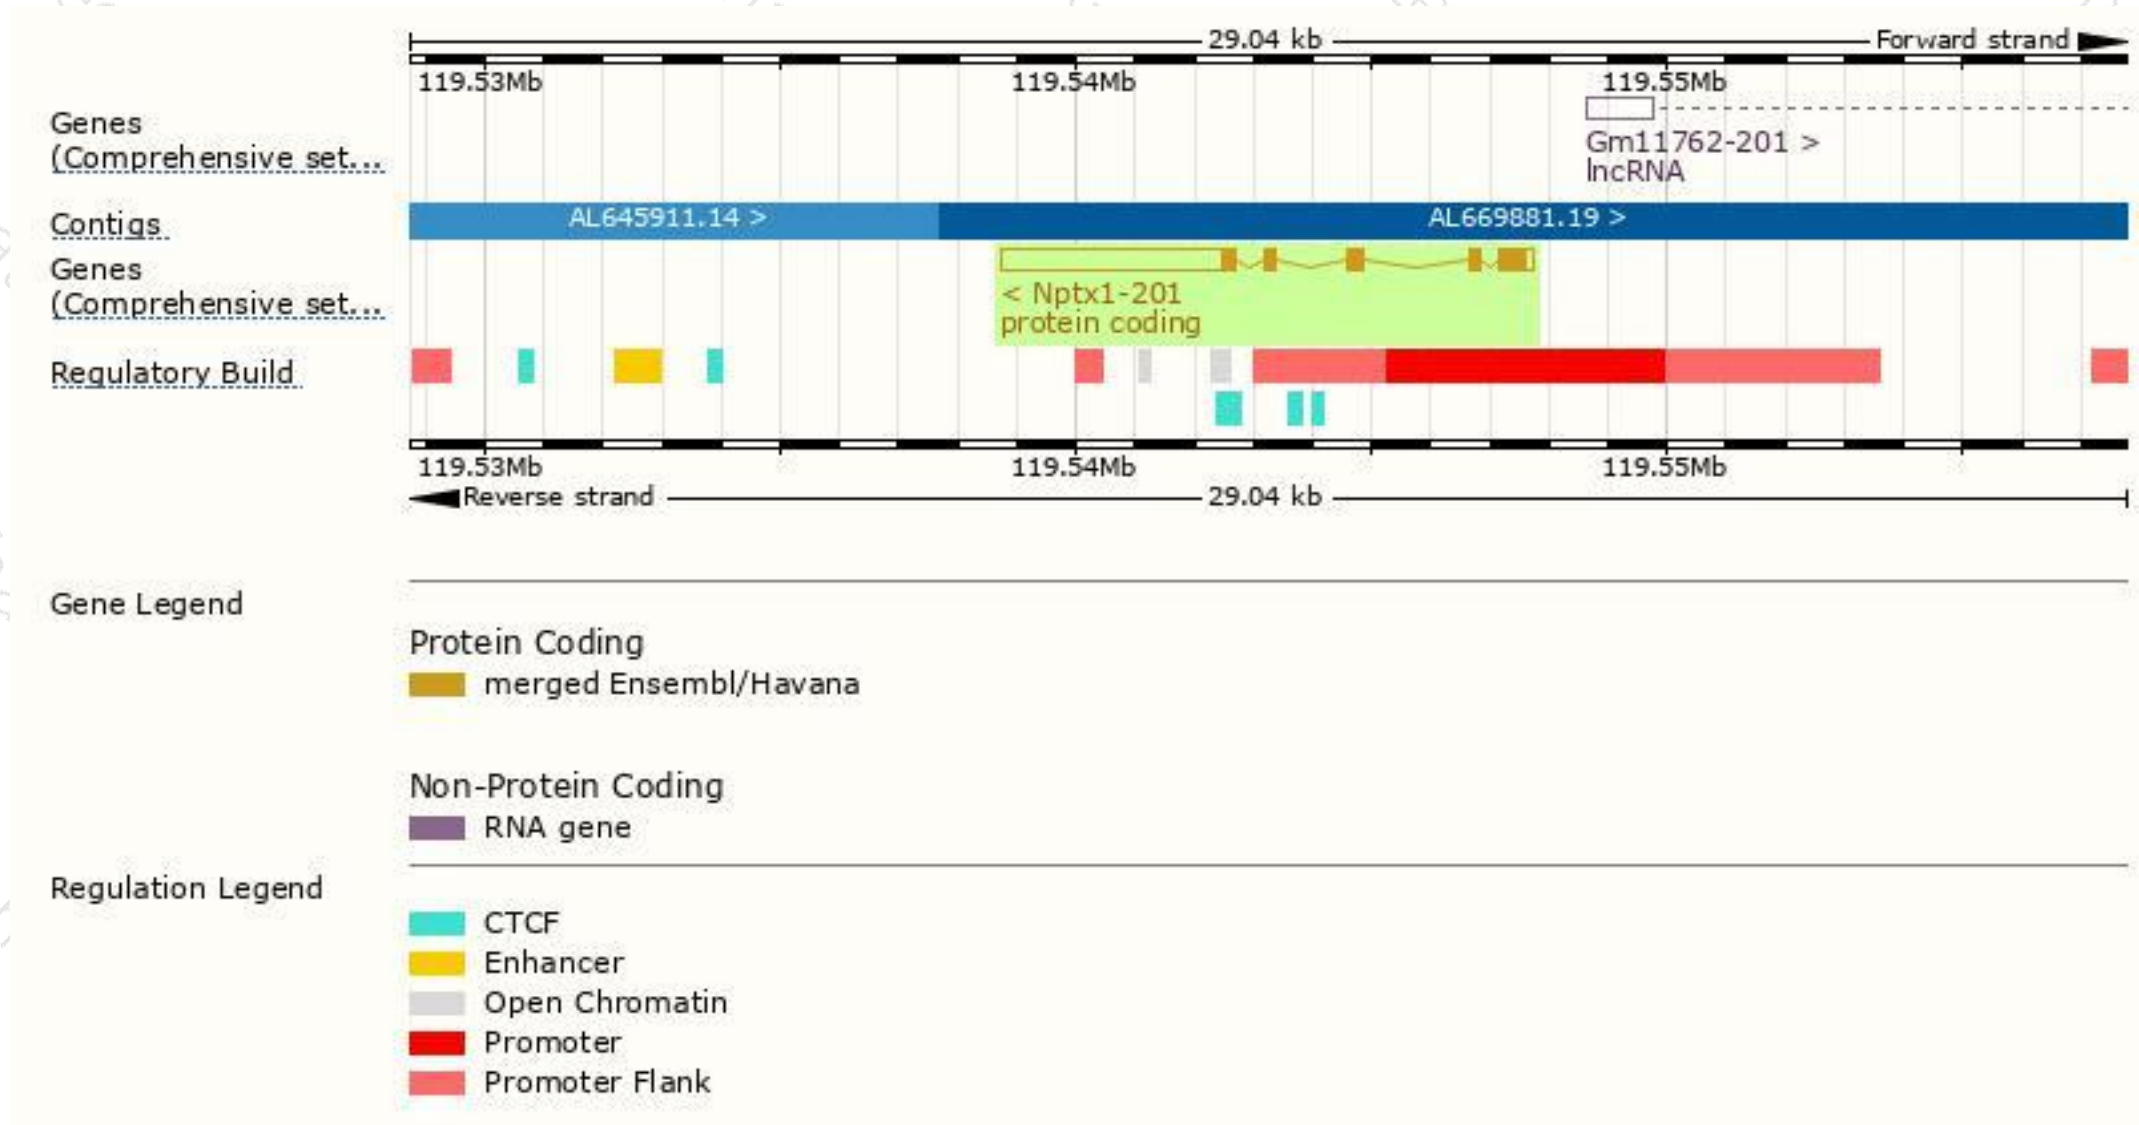 29.04 kb
Forward strand
119.53Mb 119.54Mb 119.55Mb
Genes
(Comprehensive set...
Gm11762-201 >
lncRNA
Contigs
AL645911.14 > AL669881.19 >
Genes
(Comprehensive set...
< Nptx1-201
protein coding
Regulatory Build
119.53Mb 119.54Mb 119.55Mb
Reverse strand 29.04 kb
Gene Legend
Protein Coding
merged Ensembl/Havana
Non-Protein Coding
RNA gene
Regulation Legend
CTCF
Enhancer
Open Chromatin
Promoter
Promoter Flank